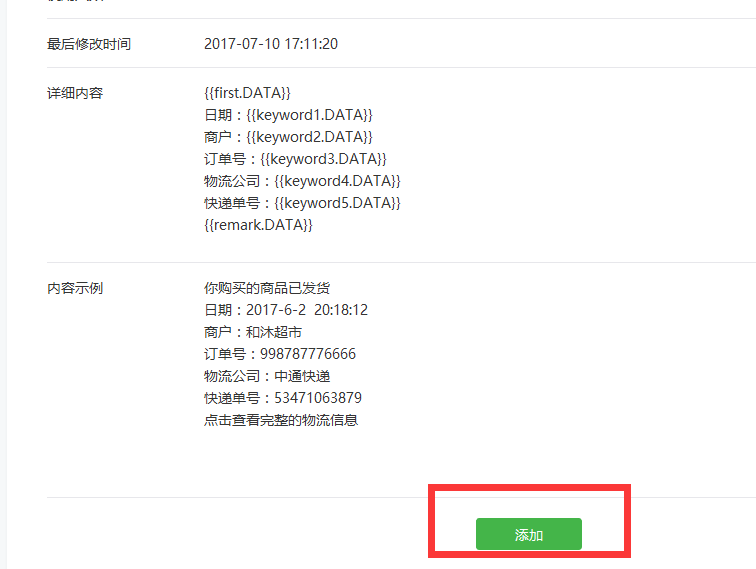 最后修改时间
2017-07-10 17:11:20
详细内容
{{first.DATA}}
日期：{{keyword1.DATA}}
商户：{{keyword2.DATA}}
订单号：{{keyword3.DATA}}
物流公司：{{keyword4.DATA}}
快递单号：{{keyword5.DATA}}
{{remark.DATA}}
内容示例
你购买的商品已发货
日期：2017-6-2  20:18:12
商户：和沐超市
订单号：998787776666
物流公司：中通快递
快递单号：53471063879
点击查看完整的物流信息
添加